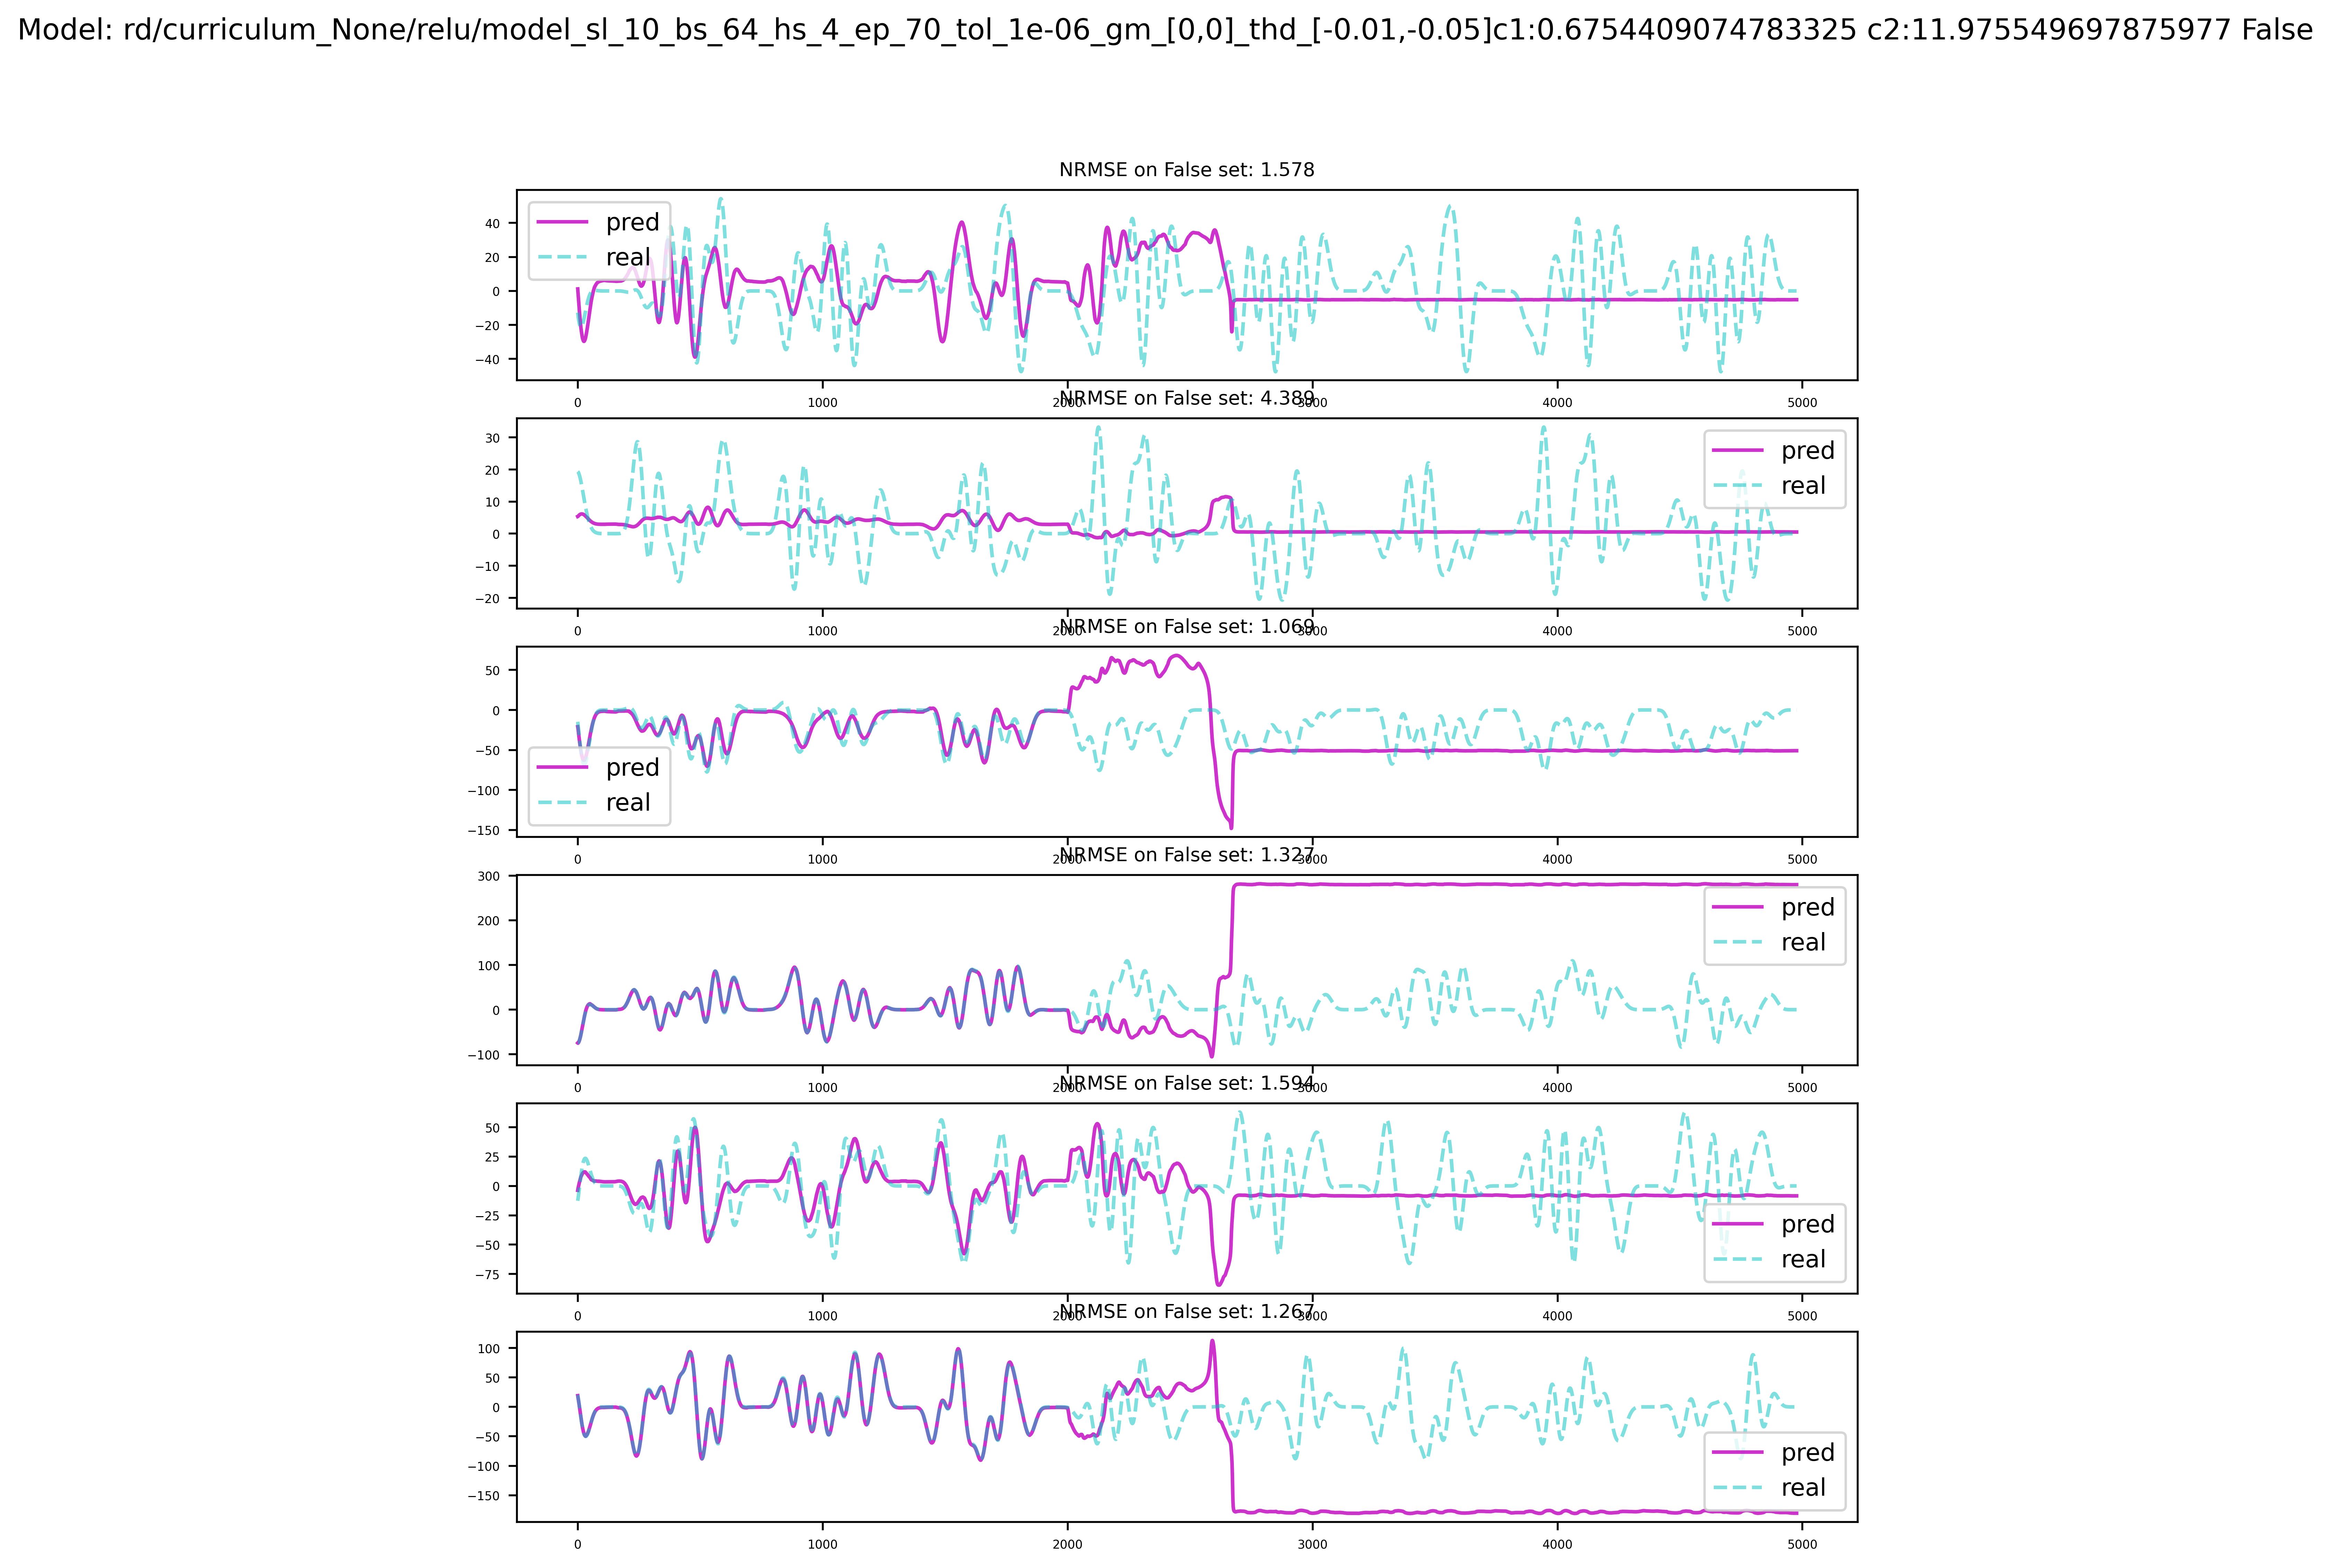 Model: rd/curriculum_None/relu/model_sl_10_bs_64_hs_4_ep_70_tol_1e-06_gm_[0,0]_thd_[-0.01,-0.05]c1:0.6754409074783325 c2:11.975549697875977 False
NRMSE on False set: 1.578
40
20
0
−20
−40
pred
real
0 1000 2000 3000 4000 5000
NRMSE on False set: 4.389
30
20
10
0
−10
−20
pred
real
0 1000 2000 3000 4000 5000
NRMSE on False set: 1.069
50
0
−50
−100
−150
pred
real
0 1000 2000 3000 4000 5000
NRMSE on False set: 1.327
300
200
100
0
−100
pred
real
0 1000 2000 3000 4000 5000
NRMSE on False set: 1.594
50
25
0
−25
−50
−75
pred
real
0 1000 2000 3000 4000 5000
NRMSE on False set: 1.267
100
50
0
−50
−100
−150
pred
real
0 1000 2000 3000 4000 5000